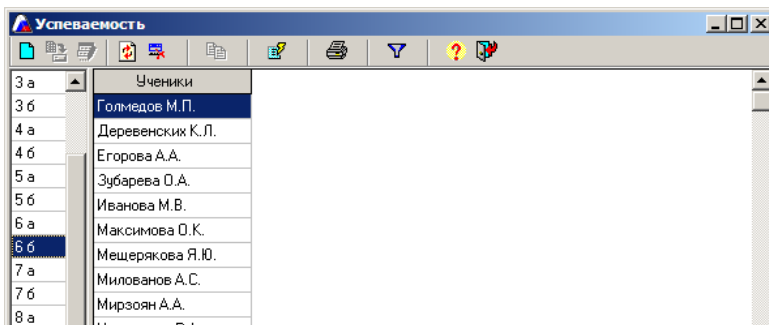 Успеваемость
3 а
3 б
4 а
4 б
5 а
5 б
6 а
6 б
7 а
7 б
8 а
Ученики
Голмедов М.П.
Деревенских К.Л.
Егорова А.А.
Зубарева О.А.
Иванова М.В.
Максимова О.К.
Мещерякова Я.Ю.
Милованов А.С.
Мирзоян А.А.